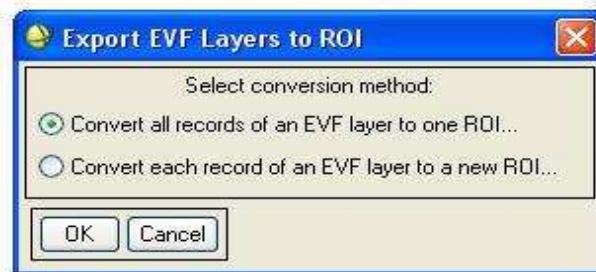 Export EVF Layers to ROI
Select conversion method:
Convert all records of an EVF layer to one ROI...
Convert each record of an EVF layer to a new ROI...
OK Cancel